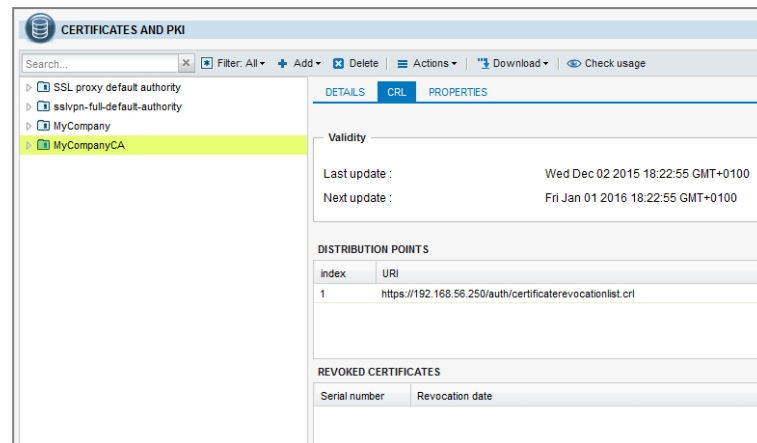 CERTIFICATES AND PKI
Search... Filter: All Add Delete Actions Download Check usage
SSL proxy default authority
sslvpn-full-default-authority
MyCompany
MyCompanyCA
DETAILS CRL PROPERTIES
Validity
Last update : Wed Dec 02 2015 18:22:55 GMT+0100
Next update : Fri Jan 01 2016 18:22:55 GMT+0100
DISTRIBUTION POINTS
index URI
1 https://192.168.56.250/auth/certificaterevocationlist.crl
REVOKED CERTIFICATES
Serial number Revocation date